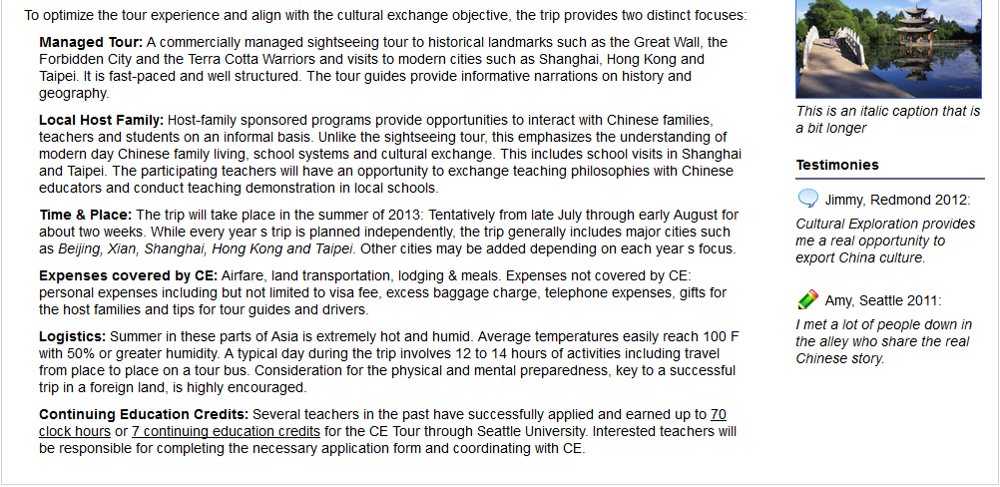 To optimize the tour experience and align with the cultural exchange objective, the trip provides two distinct focuses:
Managed Tour: A commercially managed sightseeing tour to historical landmarks such as the Great Wall, the
Forbidden City and the Terra Cotta Warriors and visits to modern cities such as Shanghai, Hong Kong and
Taipei. It is fast-paced and well structured. The tour guides provide informative narrations on history and
geography.
Local Host Family: Host-family sponsored programs provide opportunities to interact with Chinese families,
teachers and students on an informal basis. Unlike the sightseeing tour, this emphasizes the understanding of
modern day Chinese family living, school systems and cultural exchange. This includes school visits in Shanghai
and Taipei. The participating teachers will have an opportunity to exchange teaching philosophies with Chinese
educators and conduct teaching demonstration in local schools.
Time & Place: The trip will take place in the summer of 2013: Tentatively from late July through early August for
about two weeks. While every year s trip is planned independently, the trip generally includes major cities such
as Beijing, Xian, Shanghai, Hong Kong and Taipei. Other cities may be added depending on each year s focus.
Expenses covered by CE: Airfare, land transportation, lodging & meals. Expenses not covered by CE:
personal expenses including but not limited to visa fee, excess baggage charge, telephone expenses, gifts for
the host families and tips for tour guides and drivers.
Logistics: Summer in these parts of Asia is extremely hot and humid. Average temperatures easily reach 100 F
with 50% or greater humidity. A typical day during the trip involves 12 to 14 hours of activities including travel
from place to place on a tour bus. Consideration for the physical and mental preparedness, key to a successful
trip in a foreign land, is highly encouraged.
Continuing Education Credits: Several teachers in the past have successfully applied and earned up to 70
clock hours or 7 continuing education credits for the CE Tour through Seattle University. Interested teachers will
be responsible for completing the necessary application form and coordinating with CE.
This is an italic caption that is
a bit longer
Testimonies
Jimmy, Redmond 2012:
Cultural Exploration provides
me a real opportunity to
export China culture.
Amy, Seattle 2011:
I met a lot of people down in
the alley who share the real
Chinese story.